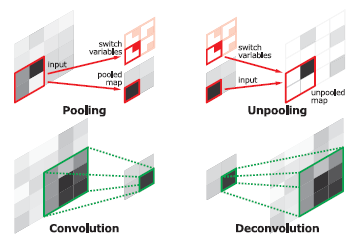 switch
variables
input
pooled
map
Pooling
switch
variables
input
unpooled
map
Unpooling
Convolution
Deconvolution